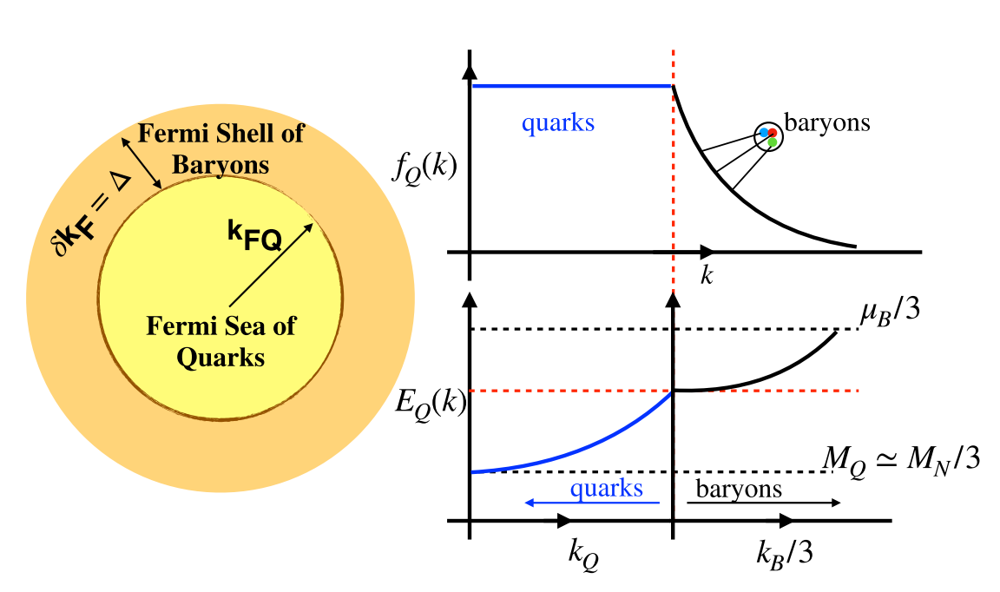 Fermi Shell of
Baryons
δkF = Δ
kFQ
Fermi Sea of
Quarks
quarks
baryons
fQ(k)
k
μB/3
EQ(k)
MQ ≃ MN/3
quarks
baryons
kQ
kB/3